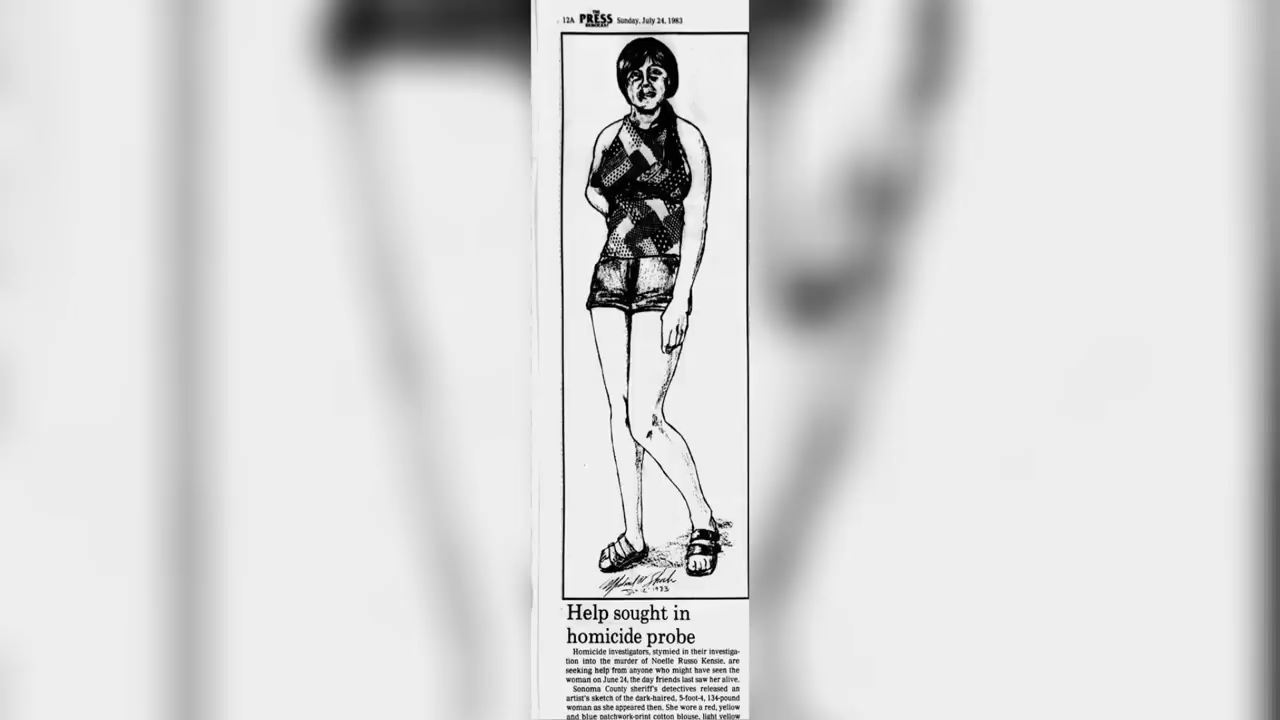 12A THE PRESS DEMOCRAT Sunday, July 24, 1983
1983
Help sought in
homicide probe
Homicide investigators, stymied in their investiga-
tion into the murder of Noelle Russo Kensie, are
seeking help from anyone who might have seen the
woman on June 24, the day friends last saw her alive.
Sonoma County sheriff's detectives released an
artist's sketch of the dark-haired, 5-foot-4, 134-pound
woman as she appeared then. She wore a red, yellow
and blue patchwork-print cotton blouse, light yellow